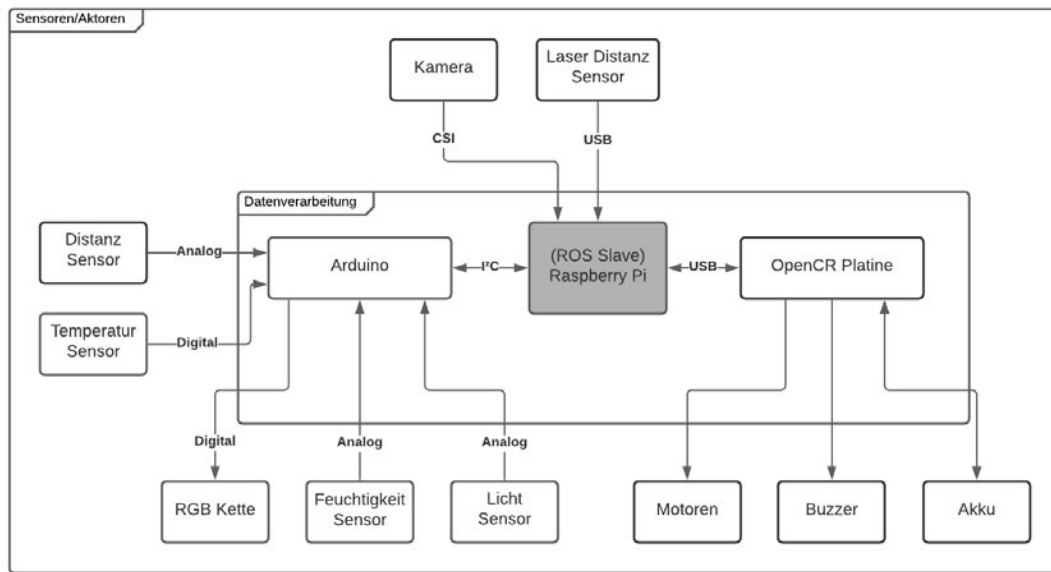 Sensoren/Aktoren
Kamera
Laser Distanz
Sensor
CSI
USB
Datenverarbeitung
Distanz
Sensor
Analog
Arduino
I²C
(ROS Slave)
Raspberry Pi
USB
OpenCR Platine
Temperatur
Sensor
Digital
Digital
Analog
Analog
RGB Kette
Feuchtigkeit
Sensor
Licht
Sensor
Motoren
Buzzer
Akku